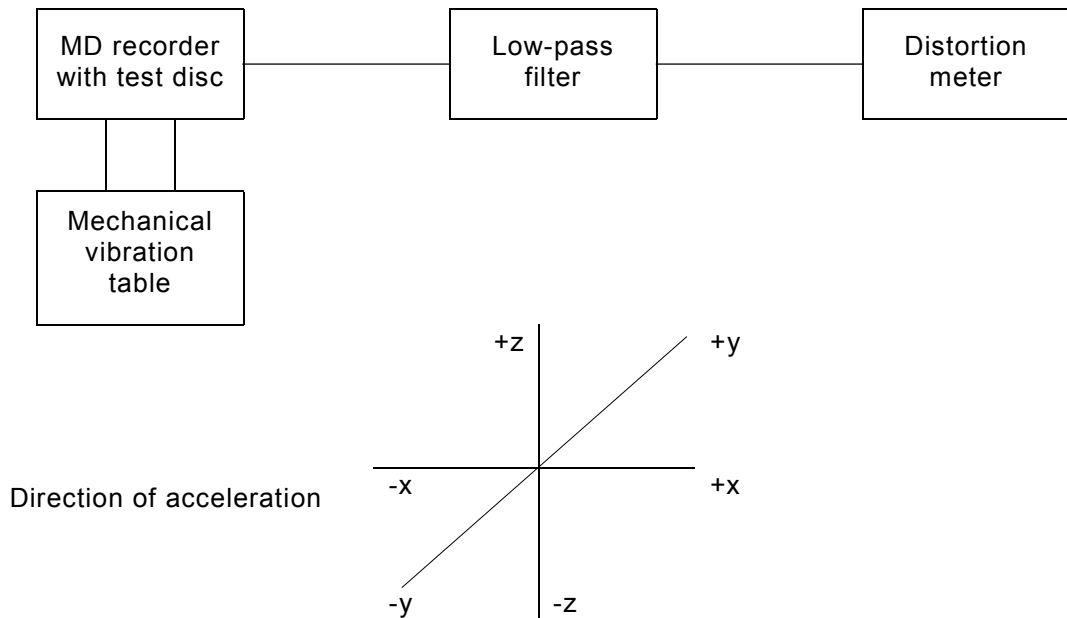 MD recorder
with test disc
Low-pass
filter
Distortion
meter
Mechanical
vibration
table
+z
+y
-x
+x
Direction of acceleration
-y
-z